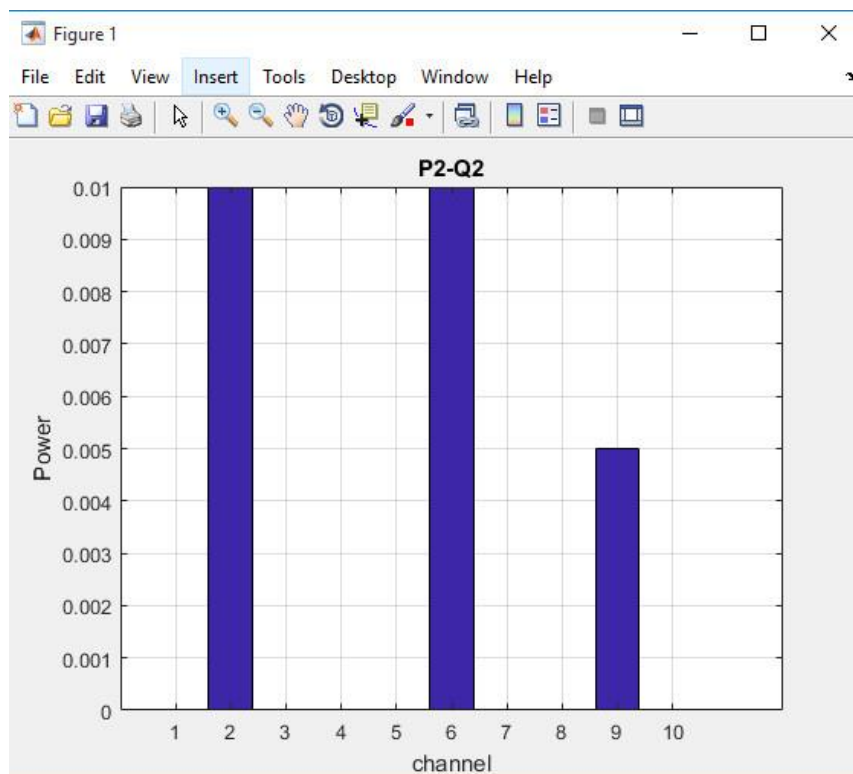 Figure 1
File Edit View Insert Tools Desktop Window Help
P2-Q2
0.01
0.009
0.008
0.007
0.006
0.005
0.004
0.003
0.002
0.001
0
Power
1 2 3 4 5 6 7 8 9 10
channel